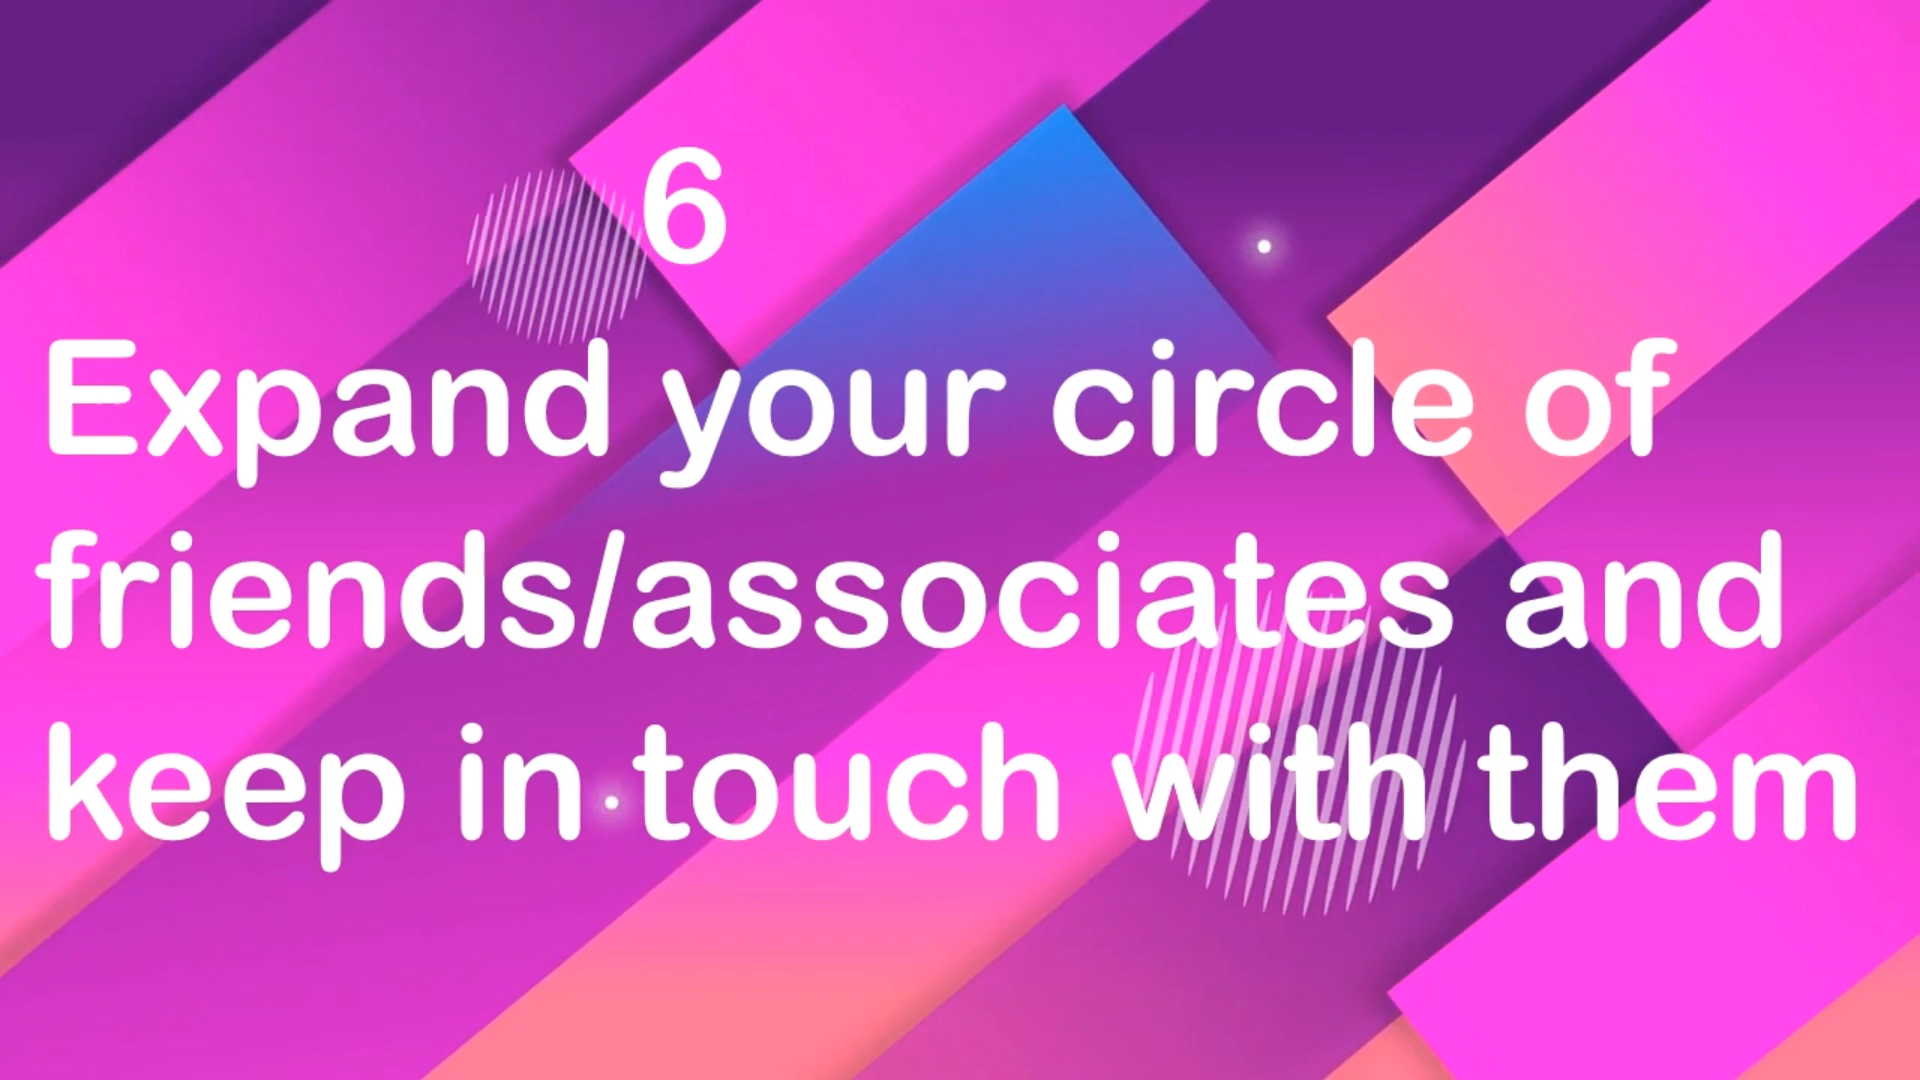 6
Expand your circle of
friends/associates and
keep in touch with them